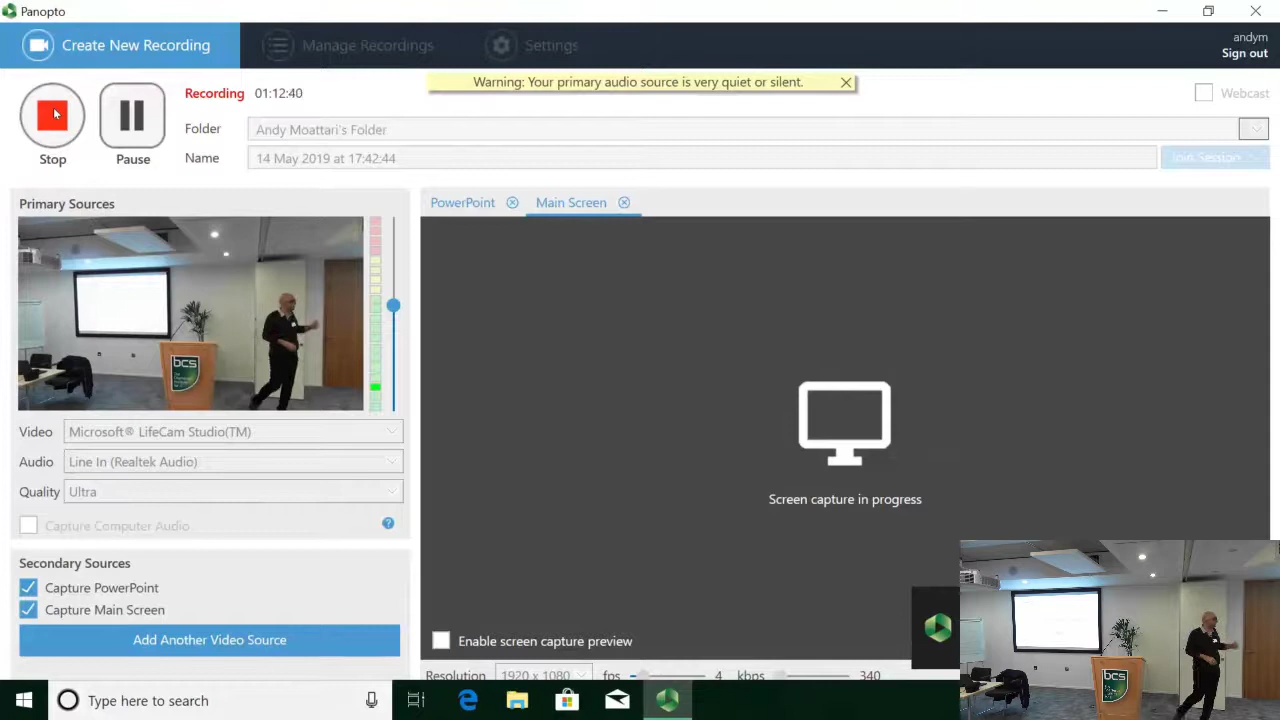 Panopto
Create New Recording
Manage Recordings
Settings
andym
Sign out
Warning: Your primary audio source is very quiet or silent.
Recording 01:12:40
Webcast
Folder
Andy Moattari's Folder
Stop
Pause
Name
14 May 2019 at 17:42:44
Join Session
Primary Sources
PowerPoint
Main Screen
bcs
Video Microsoft® LifeCam Studio(TM)
Audio Line In (Realtek Audio)
Quality Ultra
Capture Computer Audio
?
Screen capture in progress
Secondary Sources
Capture PowerPoint
Capture Main Screen
Add Another Video Source
Enable screen capture preview
Resolution 1920 x 1080 fps 4 kbps 340
bcs
Type here to search